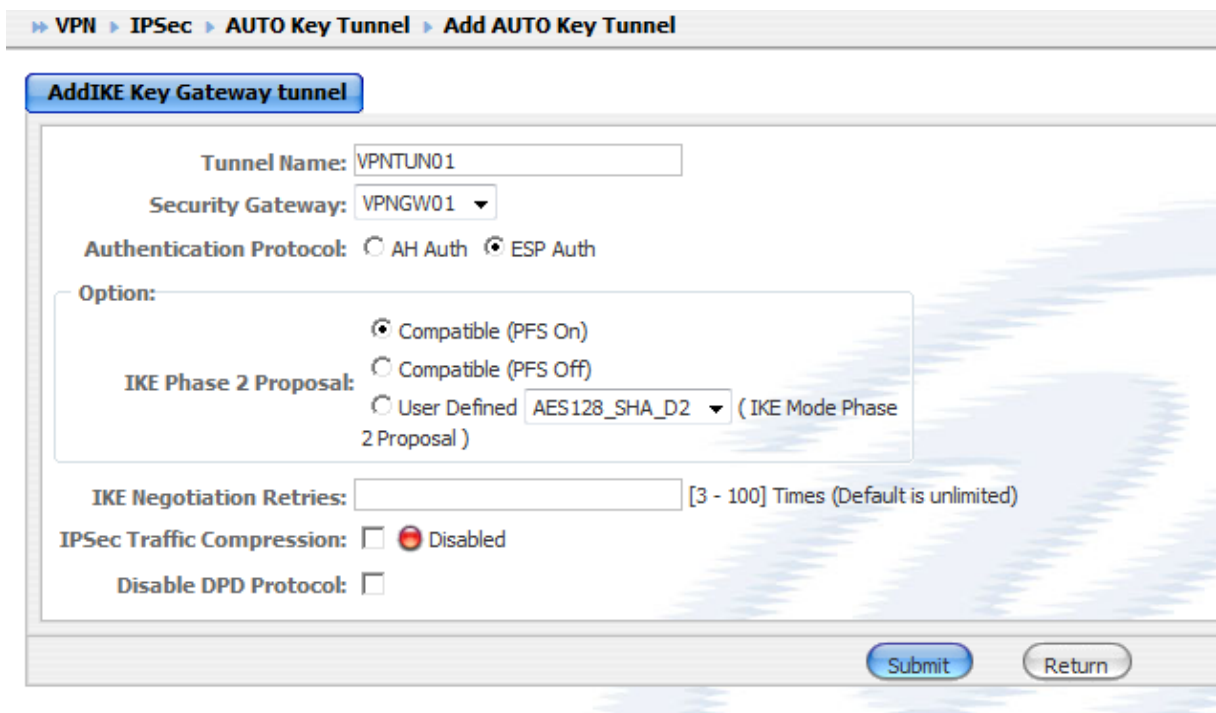 VPN IPSec AUTO Key Tunnel Add AUTO Key Tunnel
AddIKE Key Gateway tunnel
Tunnel Name: VPNTUN01
Security Gateway: VPNGW01
Authentication Protocol: AH Auth ESP Auth
Option:
IKE Phase 2 Proposal:
Compatible (PFS On)
Compatible (PFS Off)
User Defined AES128_SHA_D2 ( IKE Mode Phase
2 Proposal )
IKE Negotiation Retries: [3 - 100] Times (Default is unlimited)
IPSec Traffic Compression: Disabled
Disable DPD Protocol:
Submit Return